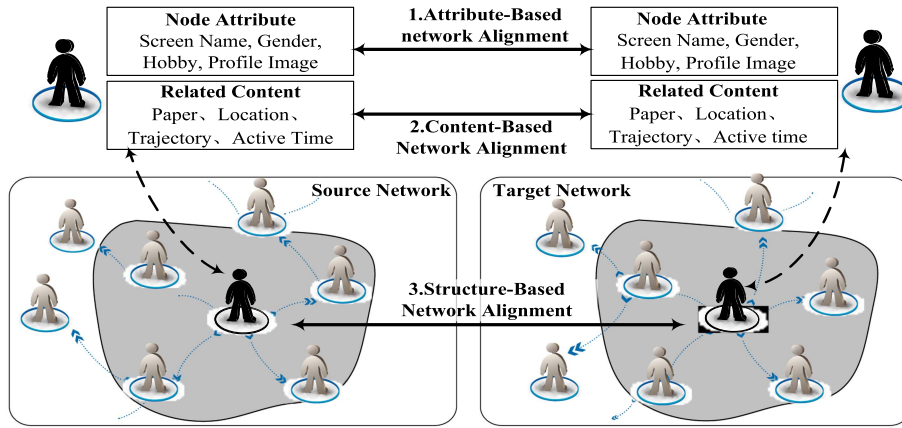 Node Attribute
Screen Name, Gender,
Hobby, Profile Image
1.Attribute-Based
network Alignment
Node Attribute
Screen Name, Gender,
Hobby, Profile Image
Related Content
Paper、Location、
Trajectory、Active Time
2.Content-Based
Network Alignment
Related Content
Paper、Location、
Trajectory、Active time
Source Network
Target Network
3.Structure-Based
Network Alignment